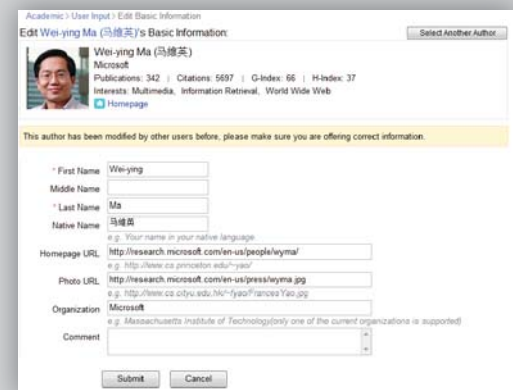 Academic > User Input > Edit Basic Information
Edit Wei-ying Ma (马维英)'s Basic Information:
Select Another Author
Wei-ying Ma (马维英)
Microsoft
Publications: 342 | Citations: 5697 | G-Index: 66 | H-Index: 37
Interests: Multimedia, Information Retrieval, World Wide Web
Homepage
This author has been modified by other users before, please make sure you are offering correct information.
* First Name Wei-ying
Middle Name
* Last Name Ma
Native Name 马维英
e.g. Your name in your native language
Homepage URL http://research.microsoft.com/en-us/people/wyma/
e.g. http://www.cs.princeton.edu/~yao/
Photo URL http://research.microsoft.com/en-us/press/wyma.jpg
e.g. http://www.cs.cityu.edu.hk/~fyao/FrancesYao.jpg
Organization Microsoft
e.g. Massachusetts Institute of Technology(only one of the current organizations is supported)
Comment
Submit Cancel